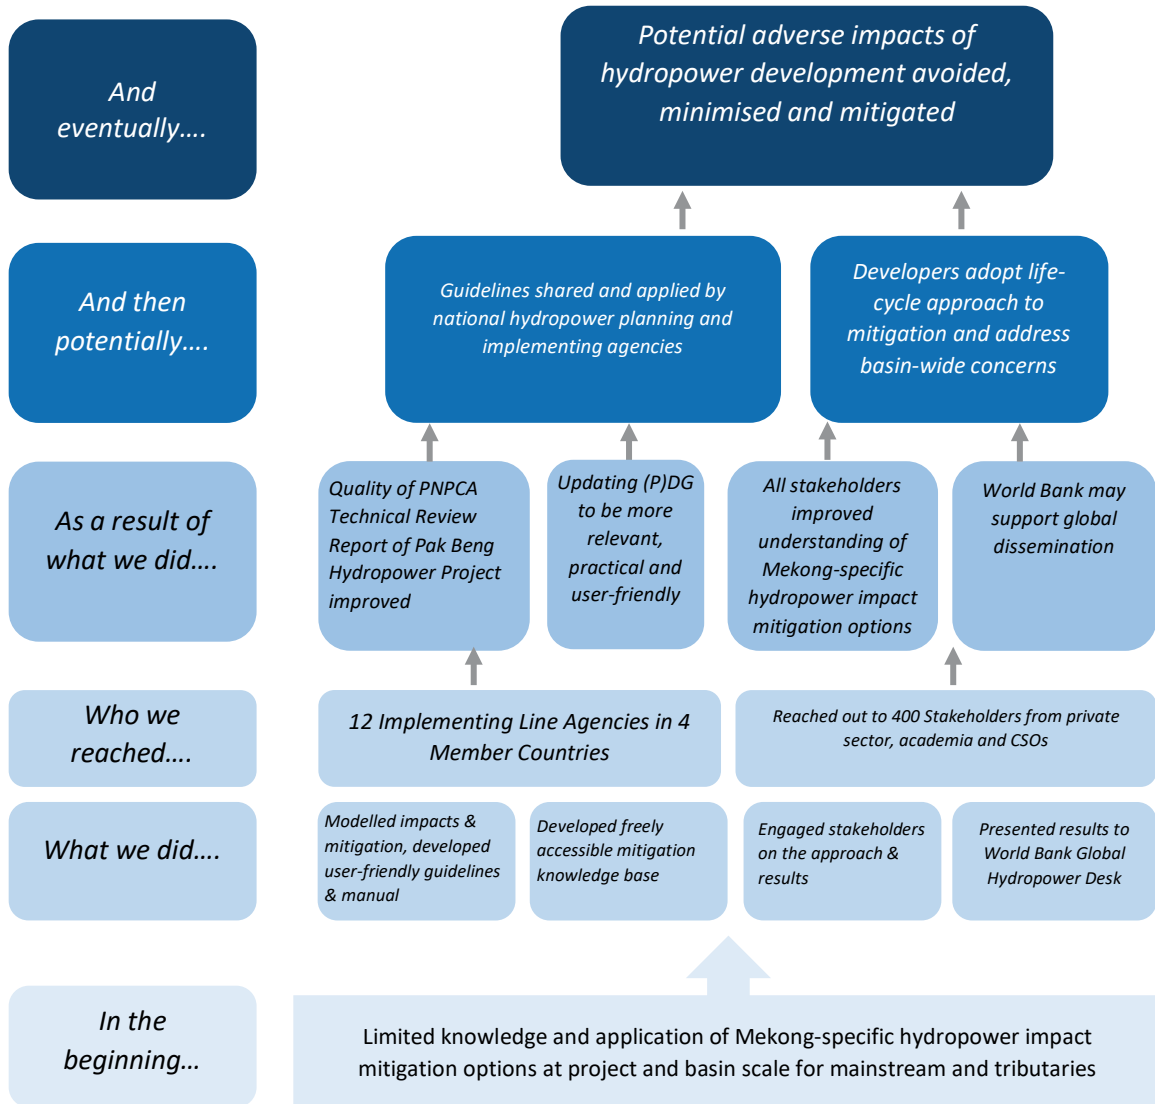 And
eventually....
Potential adverse impacts of
hydropower development avoided,
minimised and mitigated
And then
potentially....
Guidelines shared and applied by
national hydropower planning and
implementing agencies
Developers adopt life-
cycle approach to
mitigation and address
basin-wide concerns
As a result of
what we did....
Quality of PNPCA
Technical Review
Report of Pak Beng
Hydropower Project
improved
Updating (P)DG
to be more
relevant,
practical and
user-friendly
All stakeholders
improved
understanding of
Mekong-specific
hydropower impact
mitigation options
World Bank may
support global
dissemination
Who we
reached....
12 Implementing Line Agencies in 4
Member Countries
Reached out to 400 Stakeholders from private
sector, academia and CSOs
What we did....
Modelled impacts &
mitigation, developed
user-friendly guidelines
& manual
Developed freely
accessible mitigation
knowledge base
Engaged stakeholders
on the approach &
results
Presented results to
World Bank Global
Hydropower Desk
In the
beginning...
Limited knowledge and application of Mekong-specific hydropower impact
mitigation options at project and basin scale for mainstream and tributaries